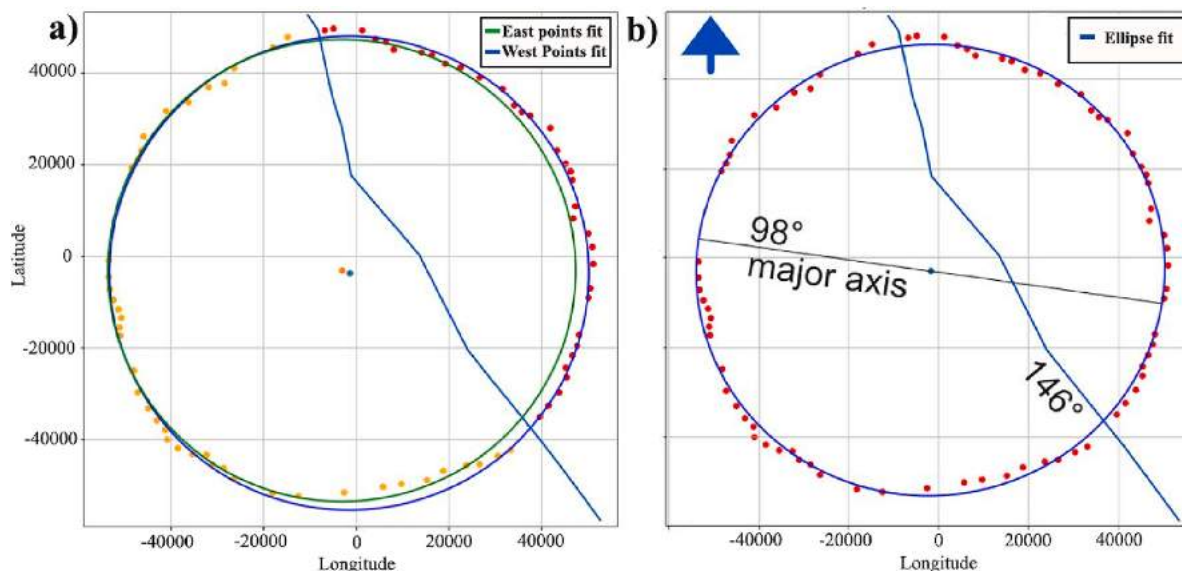 a)
East points fit
West Points fit
40000
20000
0
-20000
-40000
Latitude
-40000
-20000
0
20000
40000
Longitude
b)
Ellipse fit
98°
major axis
146°
-40000
-20000
0
20000
40000
Longitude